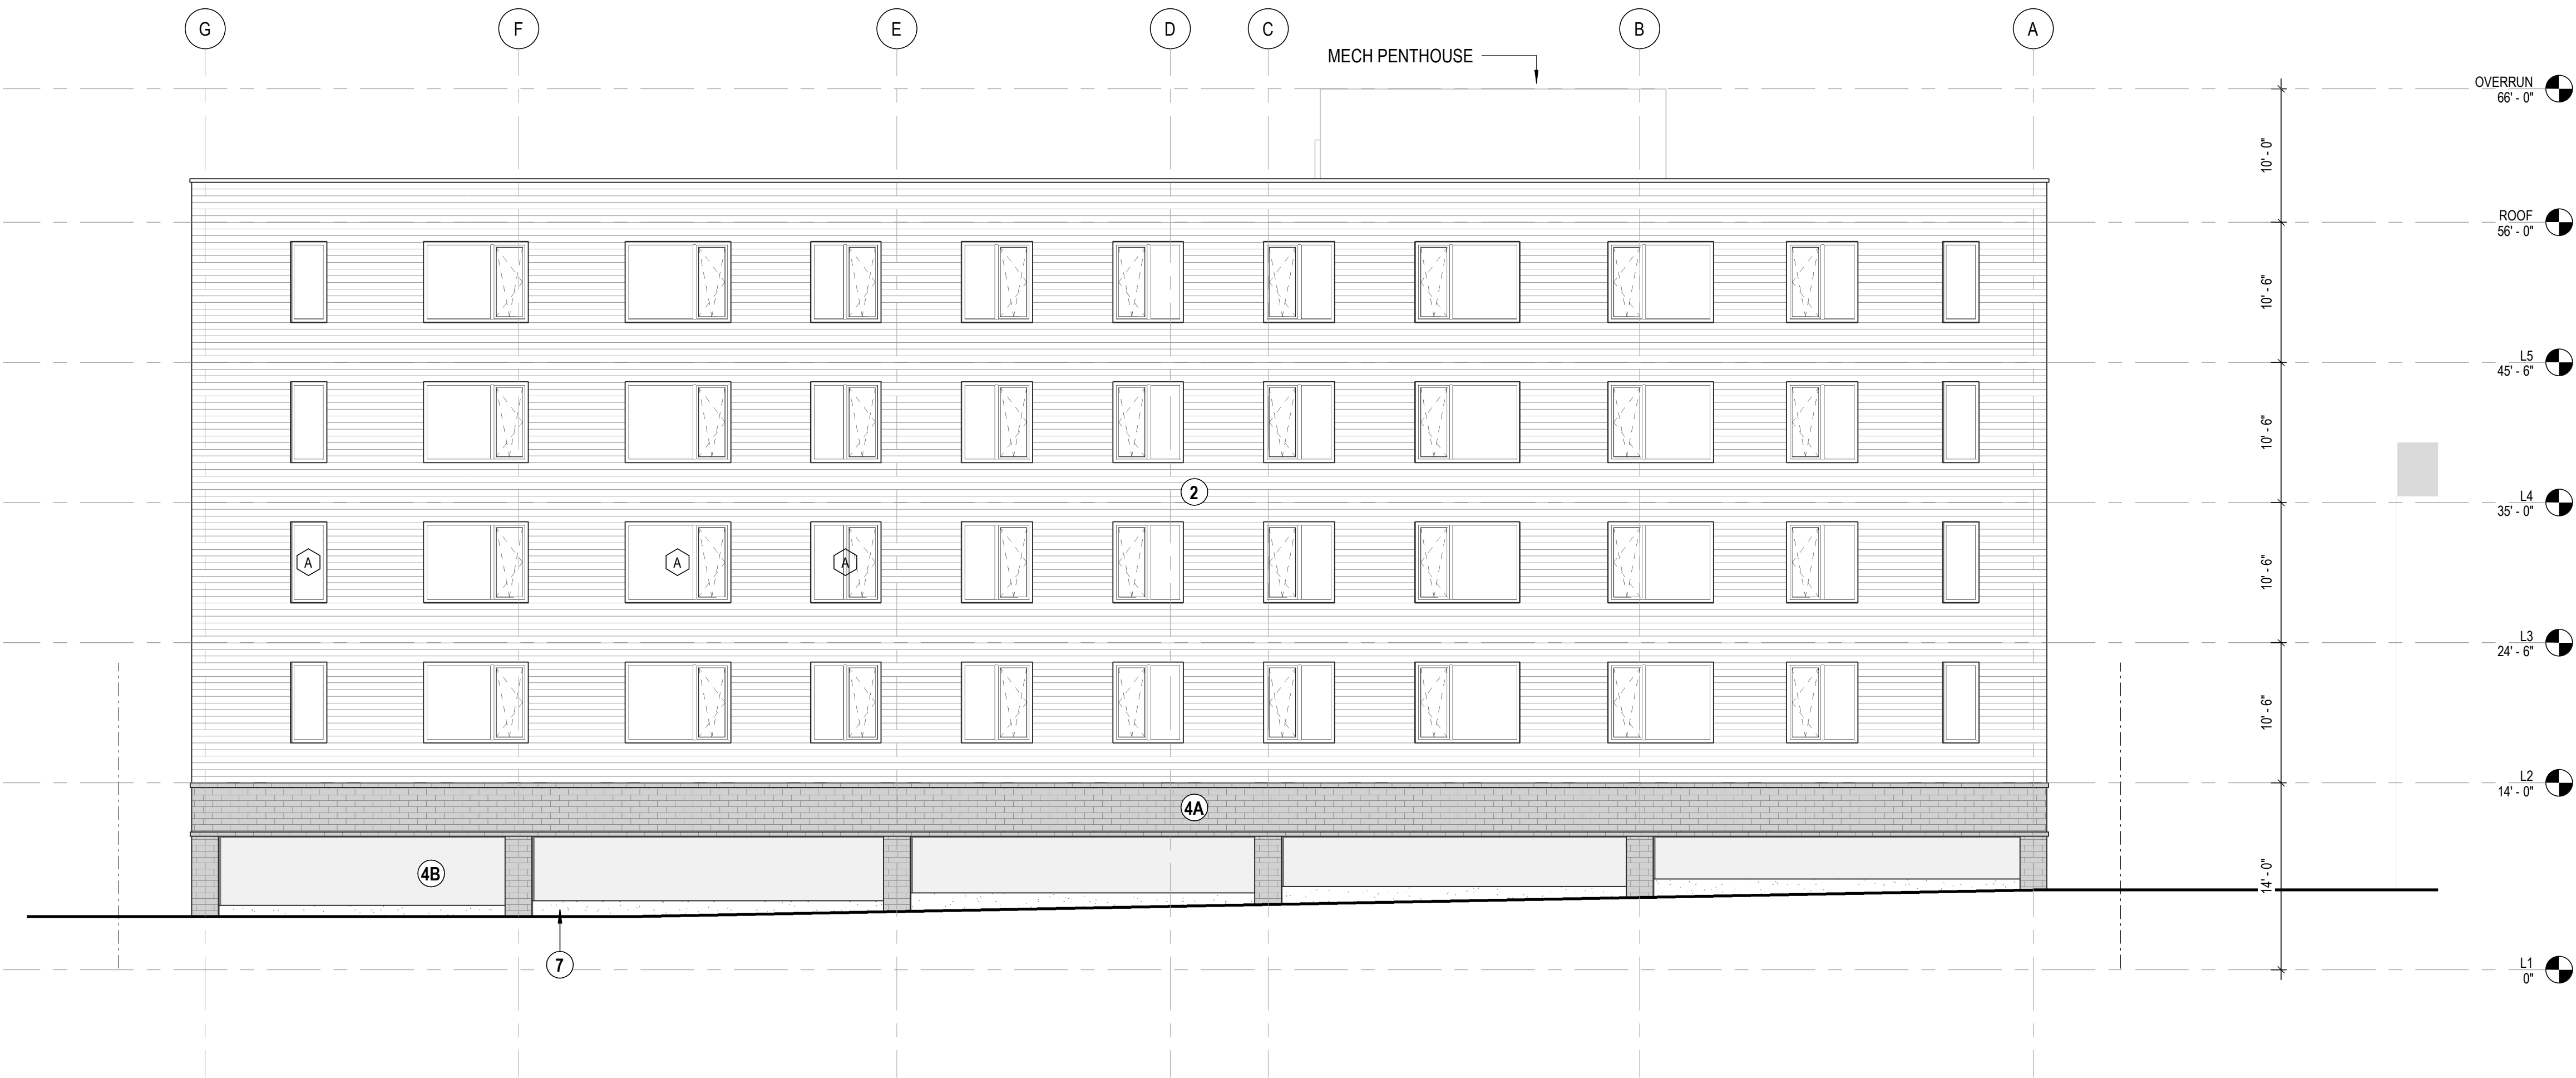 G F E D C B A
MECH PENTHOUSE
OVERRUN
66' - 0"
10' - 0"
ROOF
56' - 0"
10' - 6"
L5
45' - 6"
10' - 6"
2
L4
35' - 0"
A A A
10' - 6"
L3
24' - 6"
10' - 6"
L2
14' - 0"
4A
4B
14' - 0"
7
L1
0"